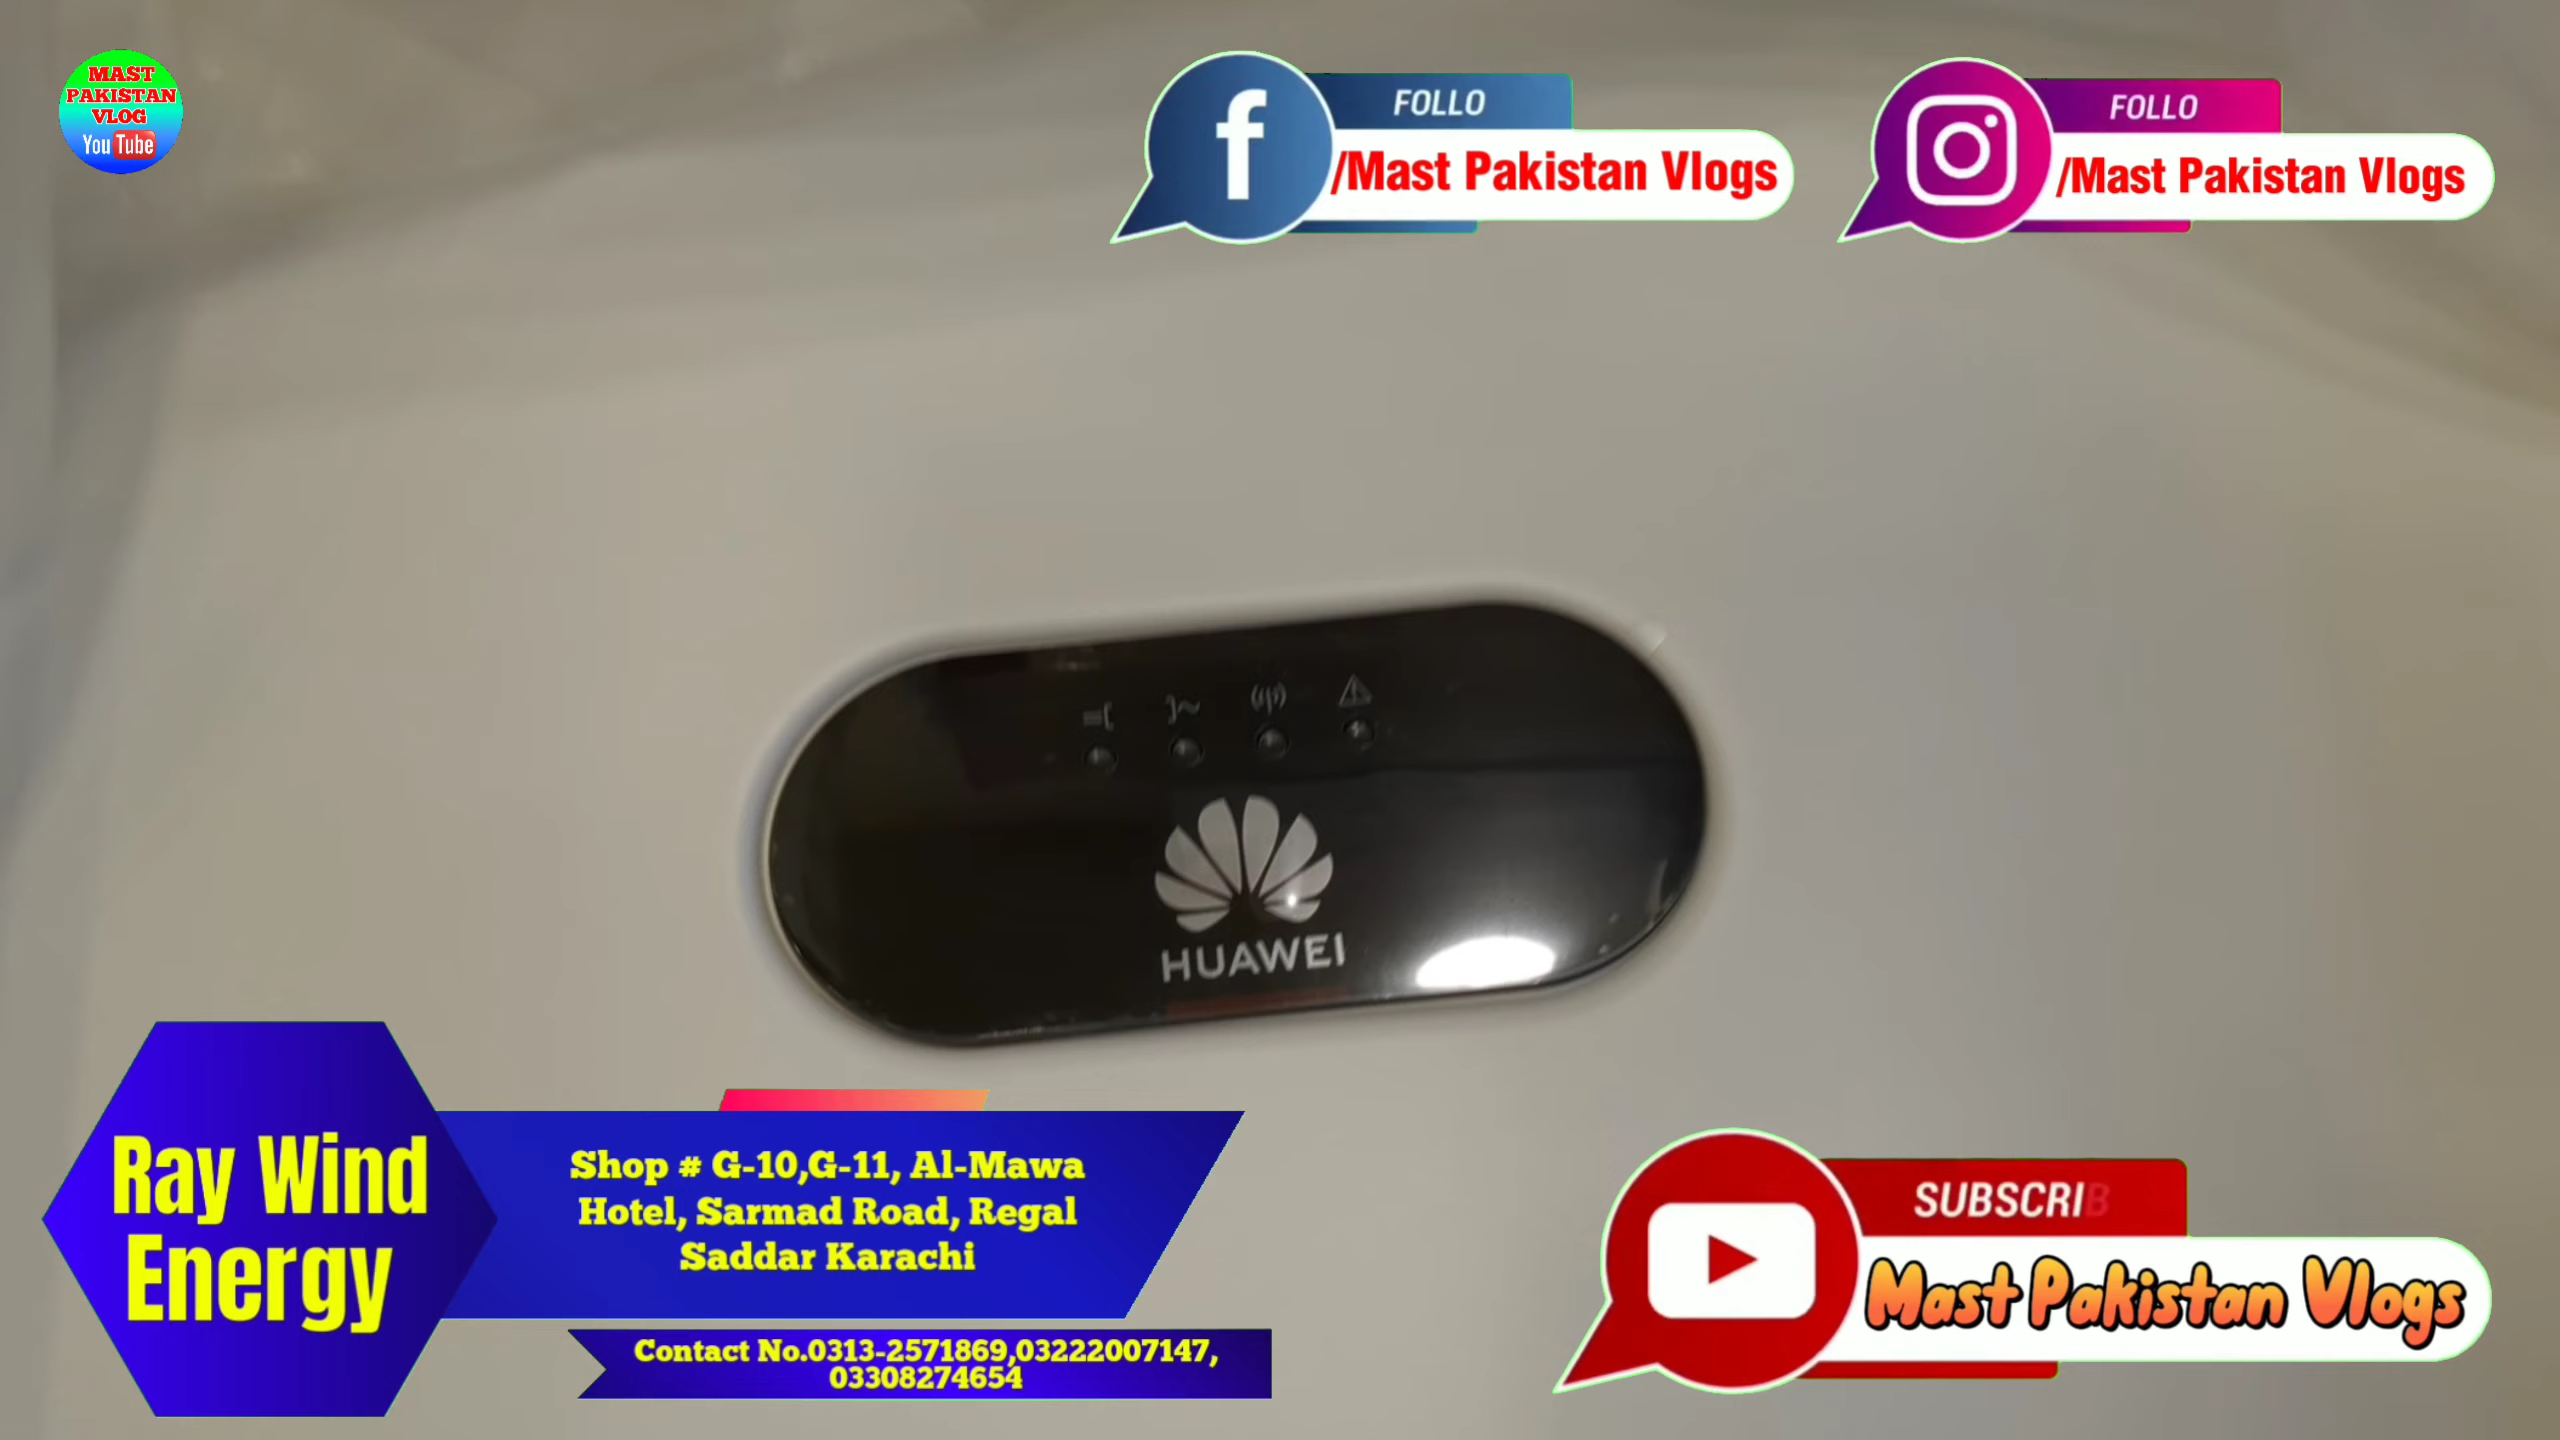 MAST
PAKISTAN
VLOG
YouTube
FOLLO
/Mast Pakistan Vlogs
FOLLO
/Mast Pakistan Vlogs
HUAWEI
Ray Wind
Energy
Shop # G-10,G-11, Al-Mawa
Hotel, Sarmad Road, Regal
Saddar Karachi
Contact No.0313-2571869,03222007147,
03308274654
SUBSCRIB
Mast Pakistan Vlogs